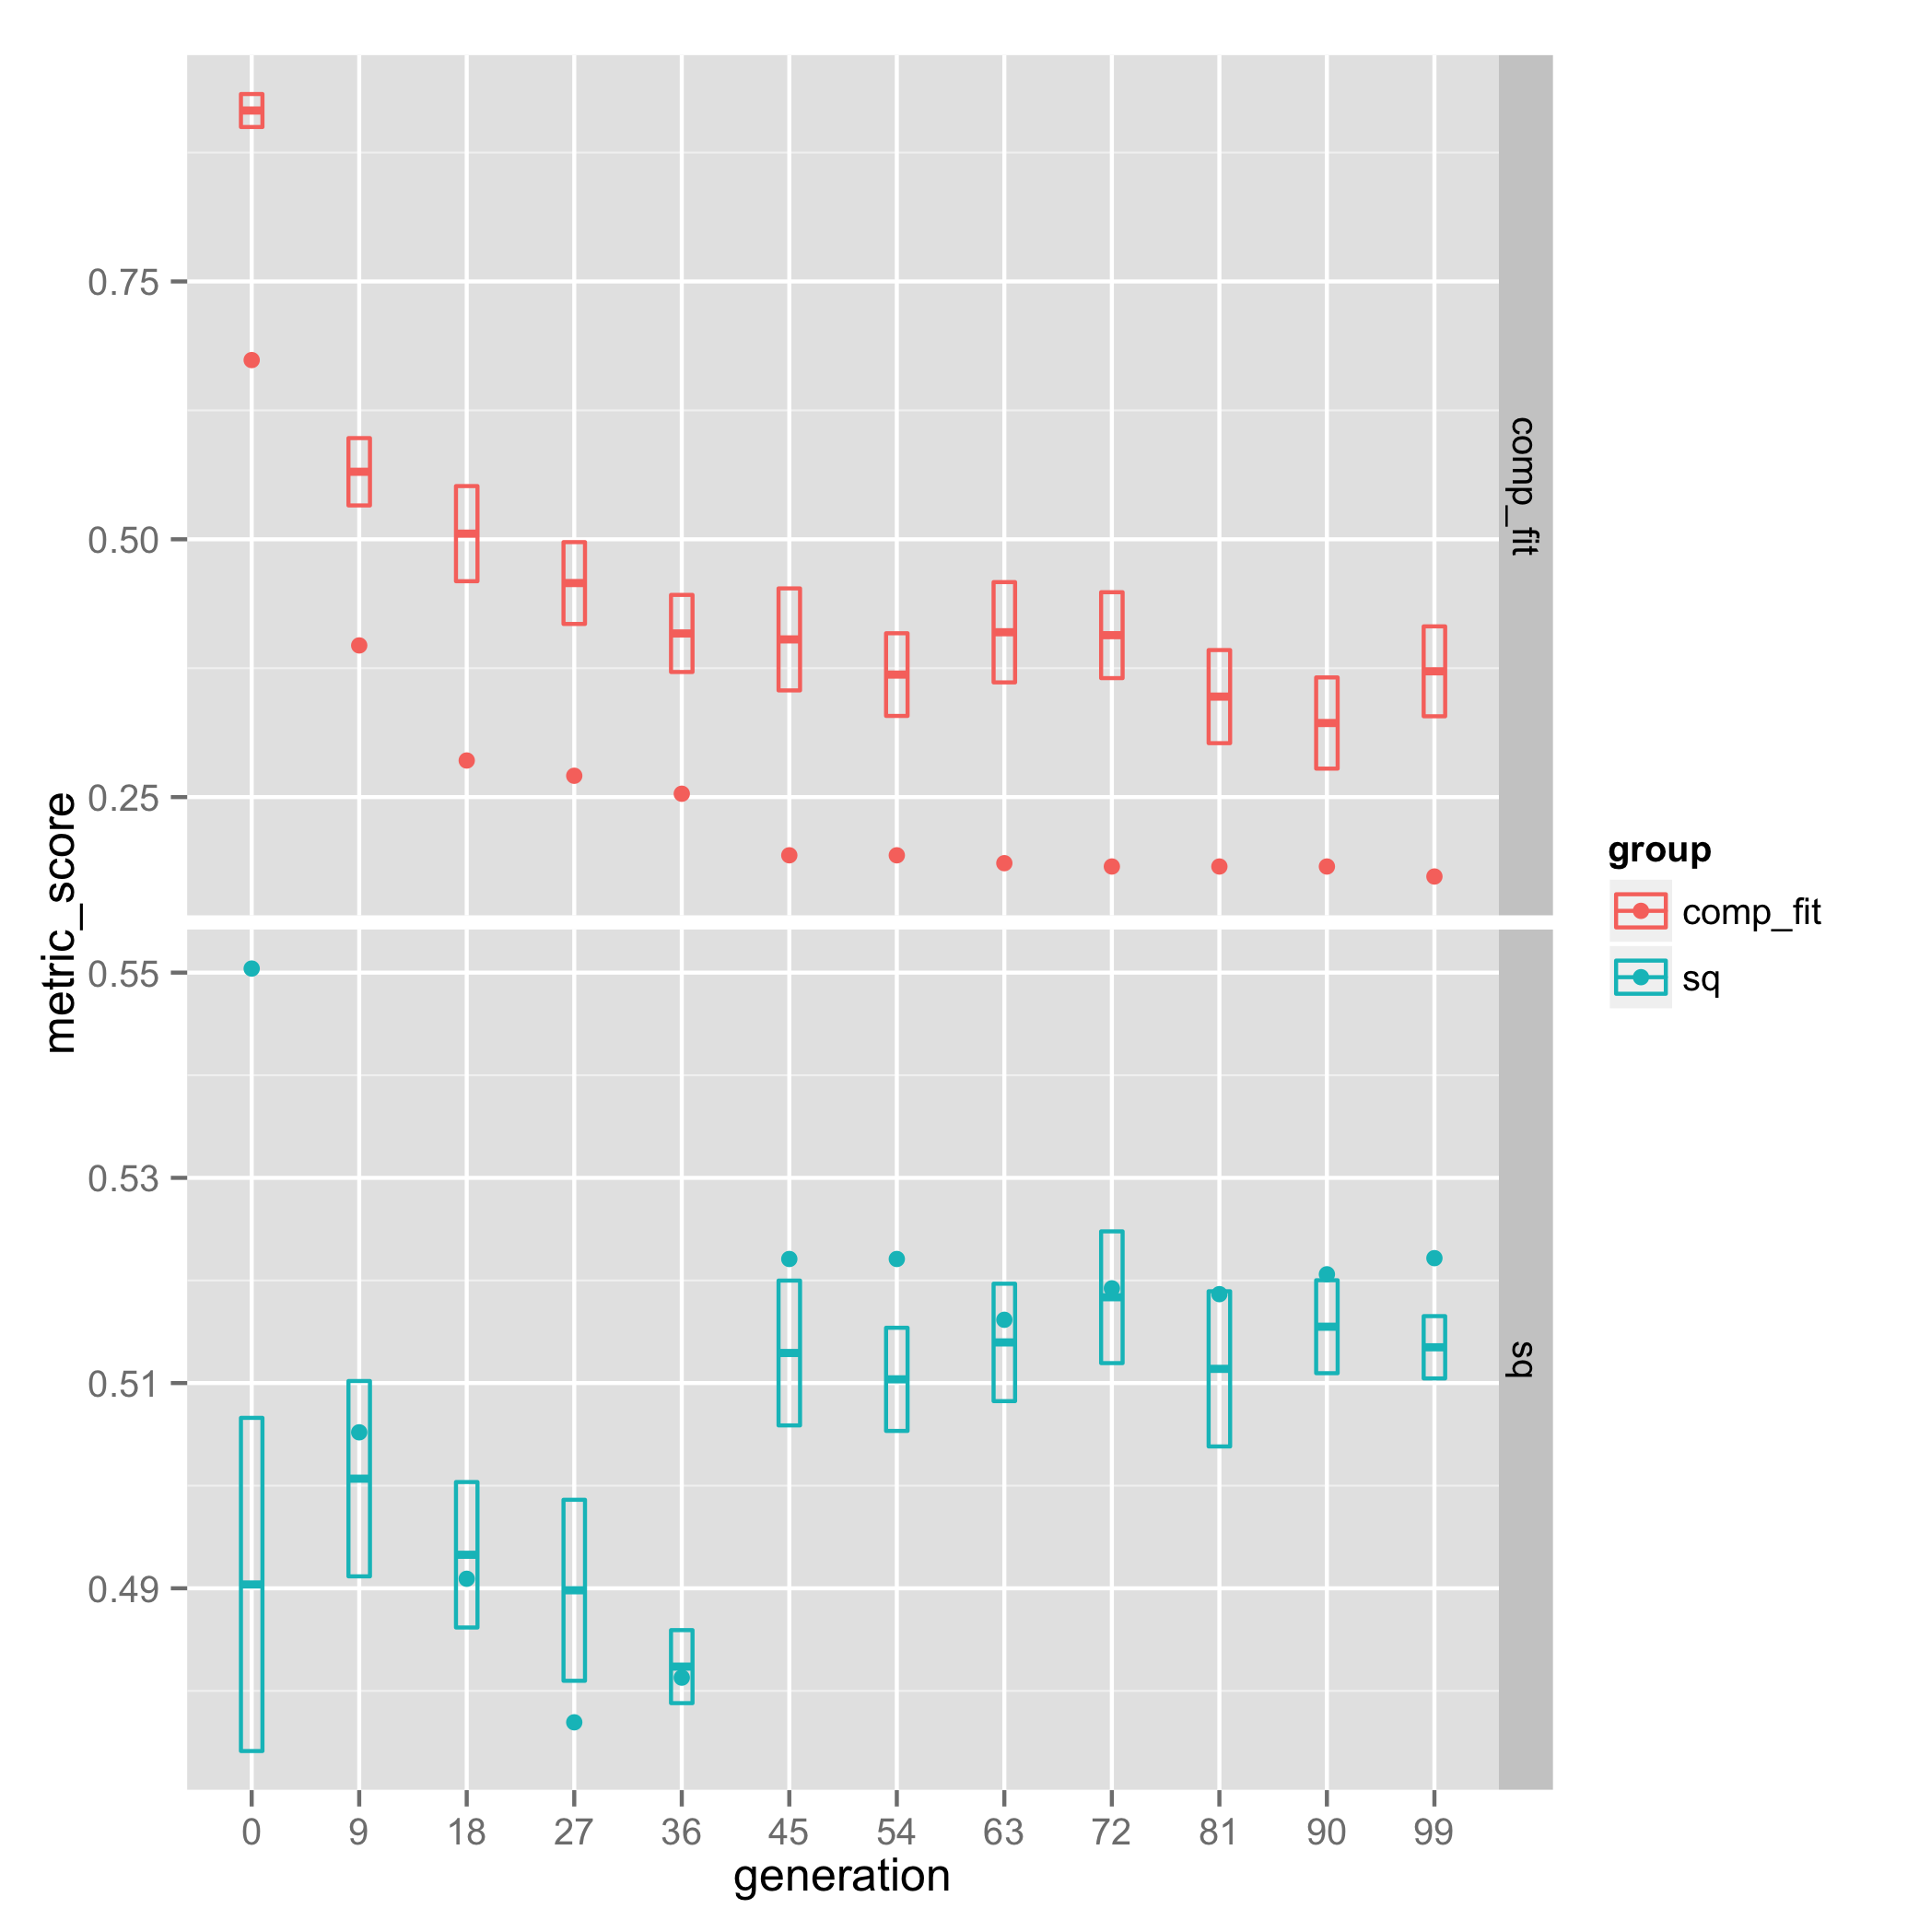 metric_score
0.75
0.50
0.25
comp_fit
0.55
0.53
0.51
0.49
sq
0 9 18 27 36 45 54 63 72 81 90 99
generation
group
comp_fit
sq